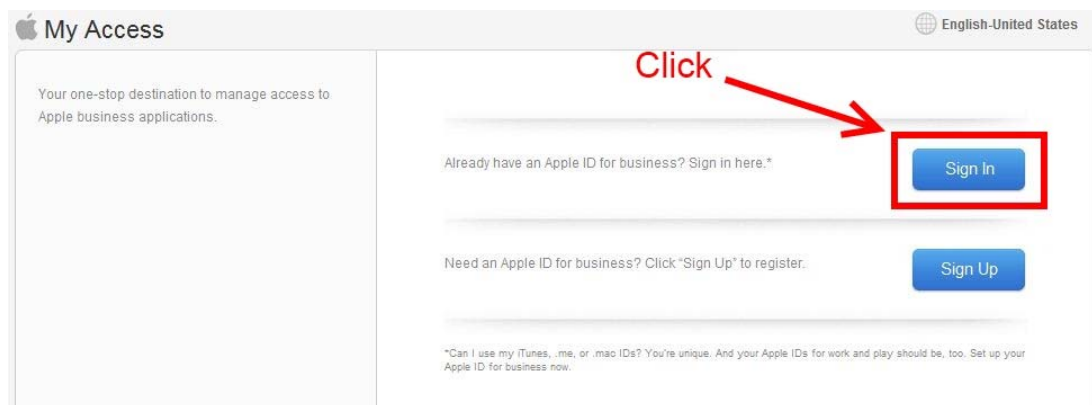 My Access
English-United States
Click
Your one-stop destination to manage access to
Apple business applications.
Already have an Apple ID for business? Sign in here.*
Sign In
Need an Apple ID for business? Click “Sign Up” to register.
Sign Up
*Can I use my iTunes, .me, or .mac IDs? You're unique. And your Apple IDs for work and play should be, too. Set up your
Apple ID for business now.